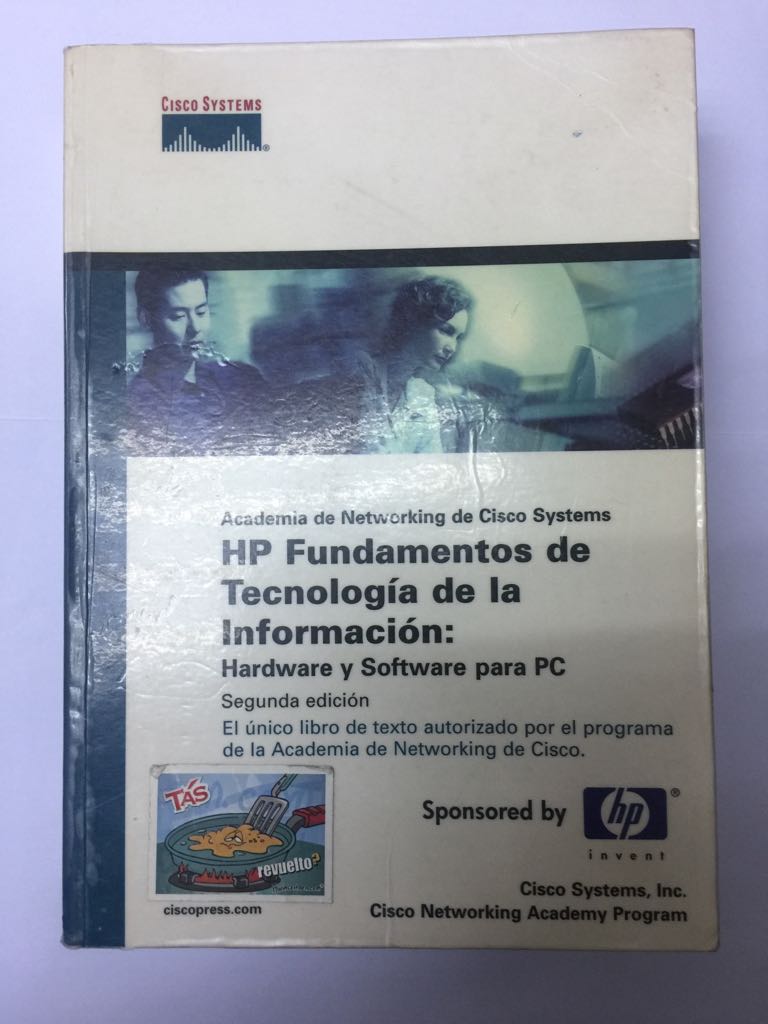 CISCO SYSTEMS
®
Academia de Networking de Cisco Systems
HP Fundamentos de
Tecnología de la
Información:
Hardware y Software para PC
Segunda edición
El único libro de texto autorizado por el programa
de la Academia de Networking de Cisco.
TÁS
revuelto?
ciscopress.com
Sponsored by
hp
®
invent
Cisco Systems, Inc.
Cisco Networking Academy Program